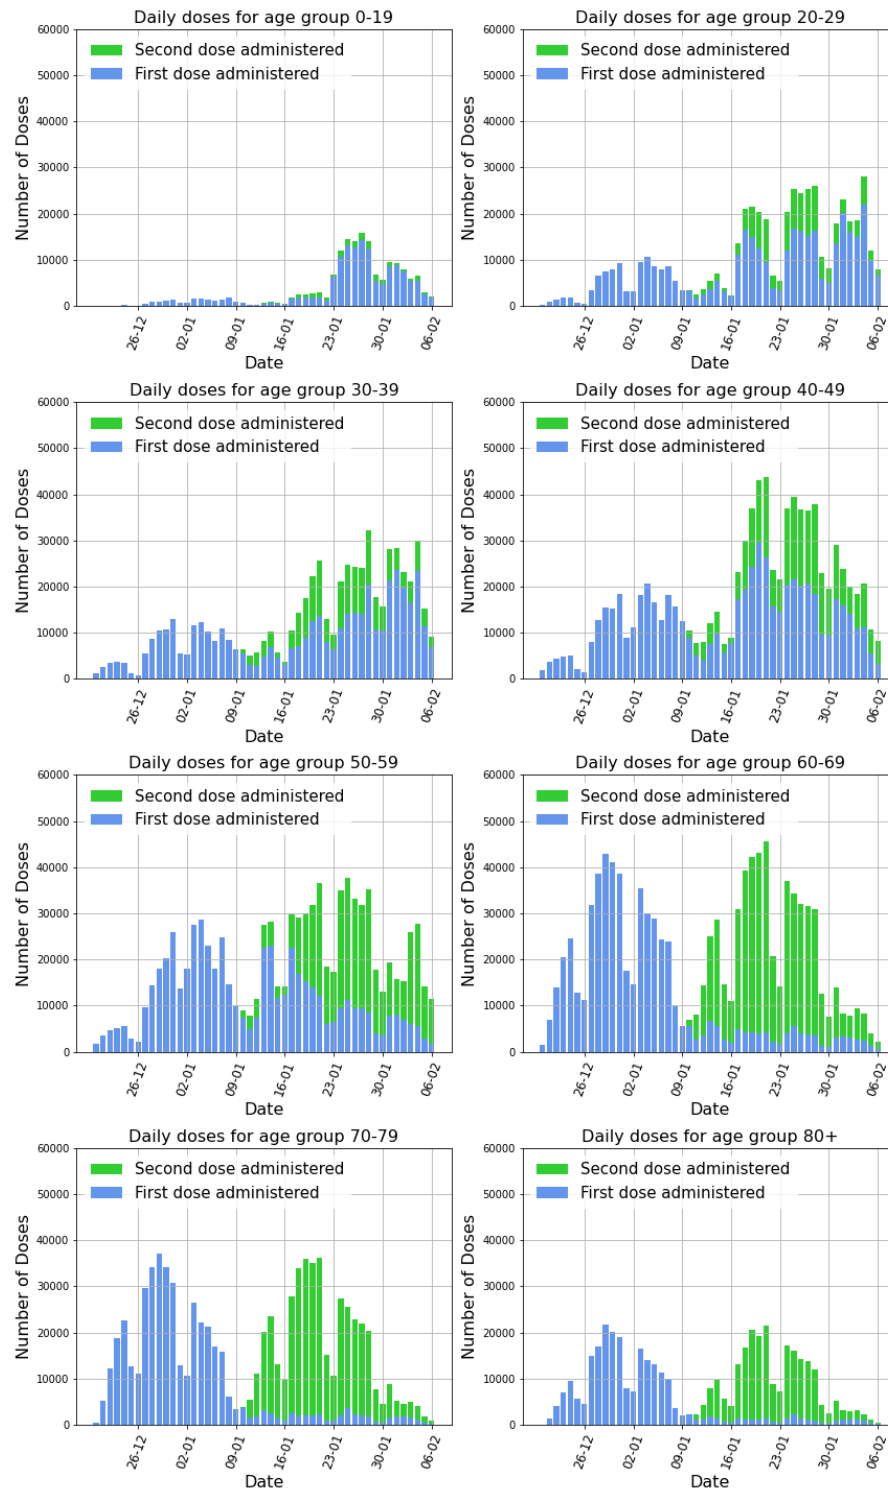 Daily doses for age group 0-19
Second dose administered
First dose administered
Number of Doses
60000
50000
40000
30000
20000
10000
0
26-12
02-01
09-01
16-01
23-01
30-01
06-02
Date
Daily doses for age group 20-29
Second dose administered
First dose administered
Number of Doses
60000
50000
40000
30000
20000
10000
0
26-12
02-01
09-01
16-01
23-01
30-01
06-02
Date
Daily doses for age group 30-39
Second dose administered
First dose administered
Number of Doses
60000
50000
40000
30000
20000
10000
0
26-12
02-01
09-01
16-01
23-01
30-01
06-02
Date
Daily doses for age group 40-49
Second dose administered
First dose administered
Number of Doses
60000
50000
40000
30000
20000
10000
0
26-12
02-01
09-01
16-01
23-01
30-01
06-02
Date
Daily doses for age group 50-59
Second dose administered
First dose administered
Number of Doses
60000
50000
40000
30000
20000
10000
0
26-12
02-01
09-01
16-01
23-01
30-01
06-02
Date
Daily doses for age group 60-69
Second dose administered
First dose administered
Number of Doses
60000
50000
40000
30000
20000
10000
0
26-12
02-01
09-01
16-01
23-01
30-01
06-02
Date
Daily doses for age group 70-79
Second dose administered
First dose administered
Number of Doses
60000
50000
40000
30000
20000
10000
0
26-12
02-01
09-01
16-01
23-01
30-01
06-02
Date
Daily doses for age group 80+
Second dose administered
First dose administered
Number of Doses
60000
50000
40000
30000
20000
10000
0
26-12
02-01
09-01
16-01
23-01
30-01
06-02
Date